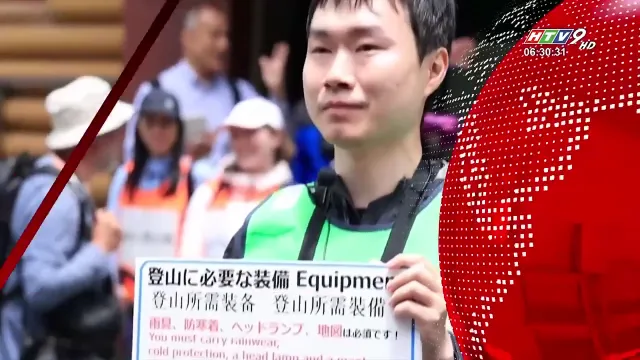 HTV9 HD
06:30:31
登山に必要な装備 Equipmen
登山所需装备 登山所需裝備
雨具、防寒着、ヘッドランプ、地図は必須です!
You must carry rainwear,
cold protection, a head lamp and a